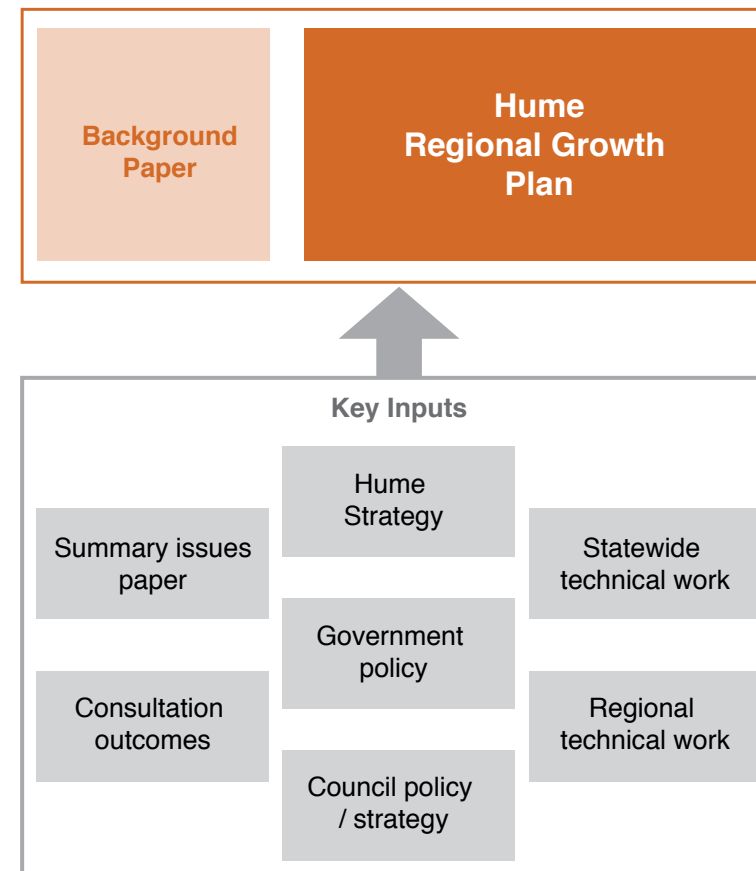 Background
Paper
Hume
Regional Growth
Plan
Key Inputs
Hume
Strategy
Summary issues
paper
Statewide
technical work
Government
policy
Consultation
outcomes
Regional
technical work
Council policy
/ strategy